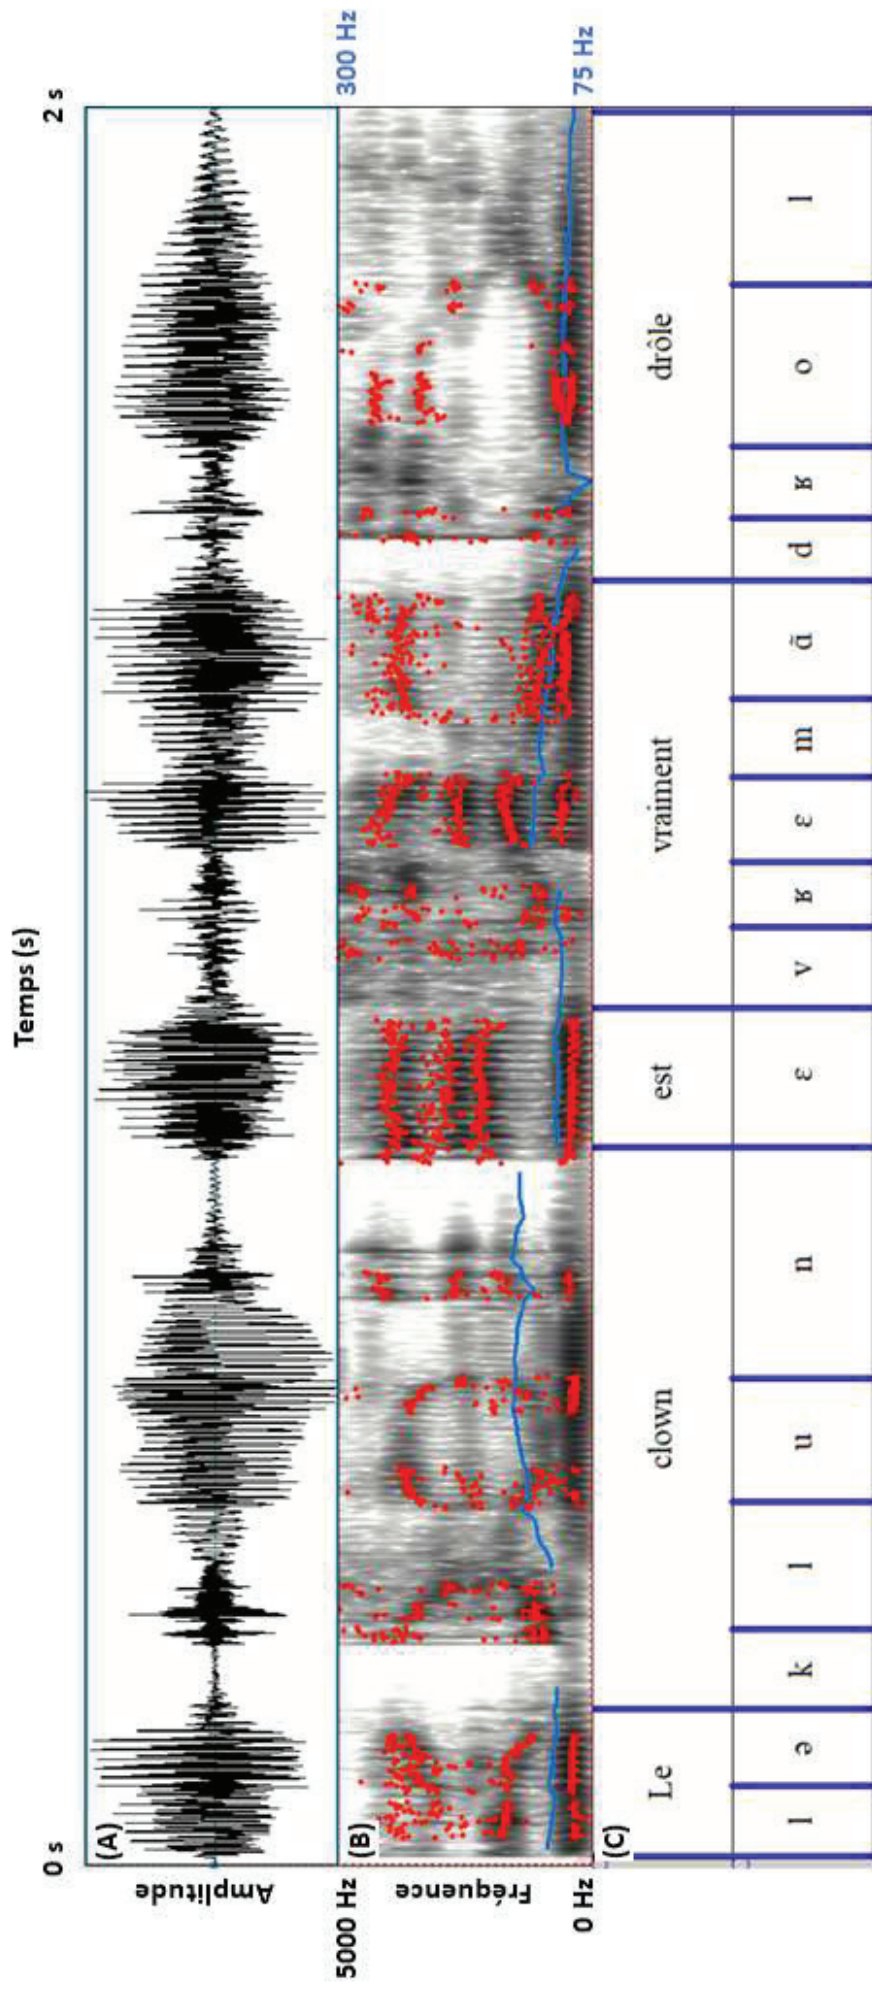 Temps (s)
0 s
2 s
(A)
Amplitude
5000 Hz
300 Hz
(B)
Fréquence
0 Hz
75 Hz
(C)
Le clown est vraiment drôle
l ə k l u n ɛ v ʁ ɛ m ɑ̃ d ʁ o l